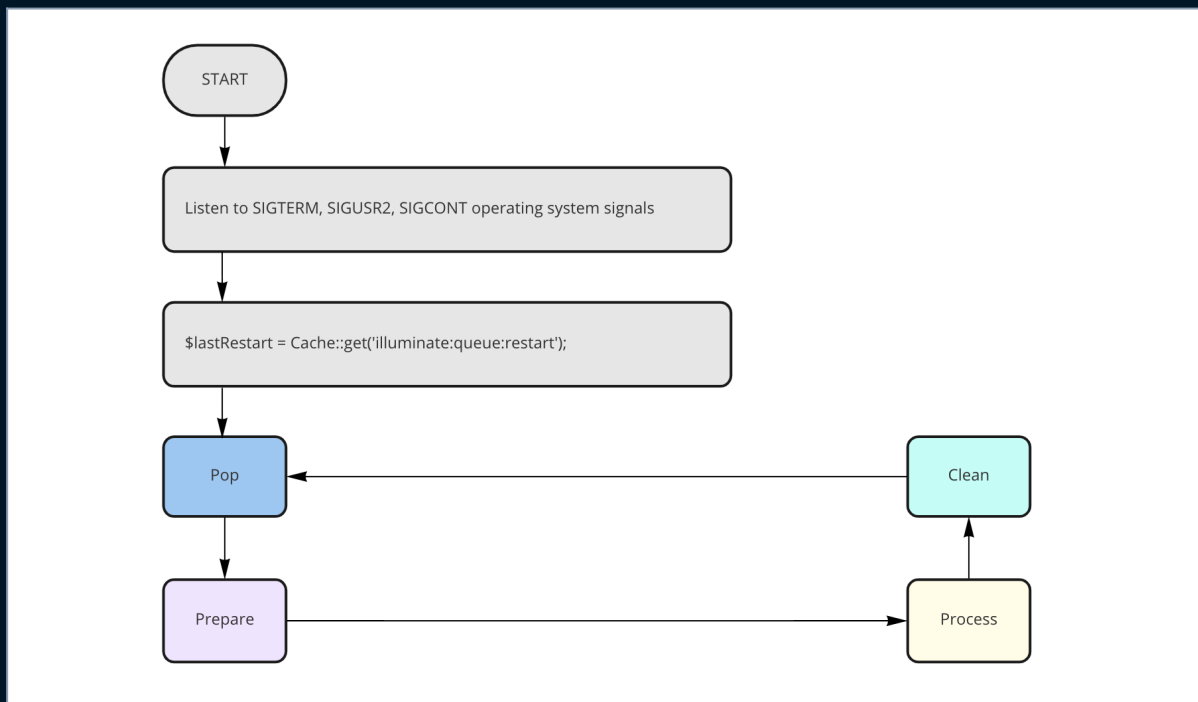 START
Listen to SIGTERM, SIGUSR2, SIGCONT operating system signals
$lastRestart = Cache::get('illuminate:queue:restart');
Pop
Clean
Prepare
Process